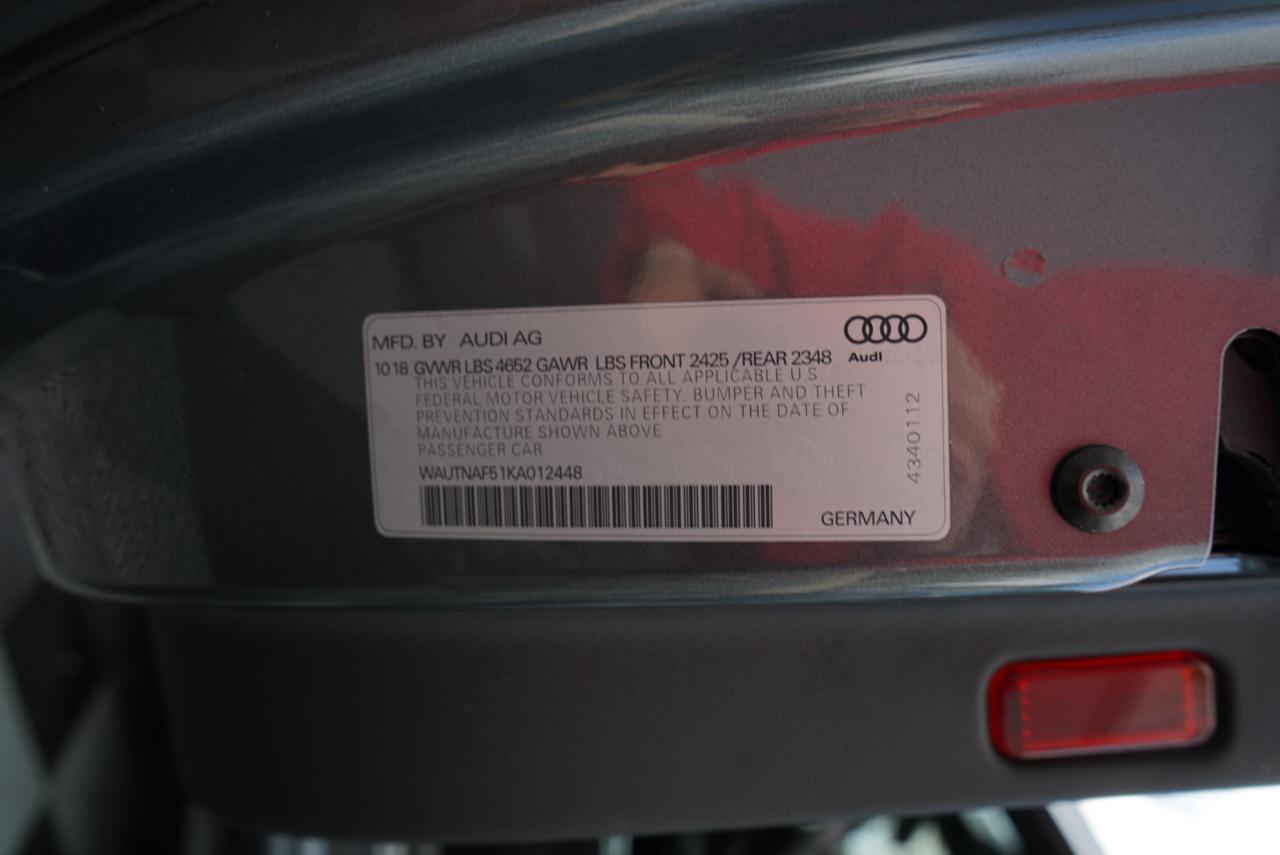 MFD. BY AUDI AG
Audi
10 18 GVWR LBS 4652 GAWR LBS FRONT 2425 /REAR 2348
THIS VEHICLE CONFORMS TO ALL APPLICABLE U.S
FEDERAL MOTOR VEHICLE SAFETY, BUMPER AND THEFT
PREVENTION STANDARDS IN EFFECT ON THE DATE OF
MANUFACTURE SHOWN ABOVE
PASSENGER CAR
WAUTNAF51KA012448
GERMANY
4340112